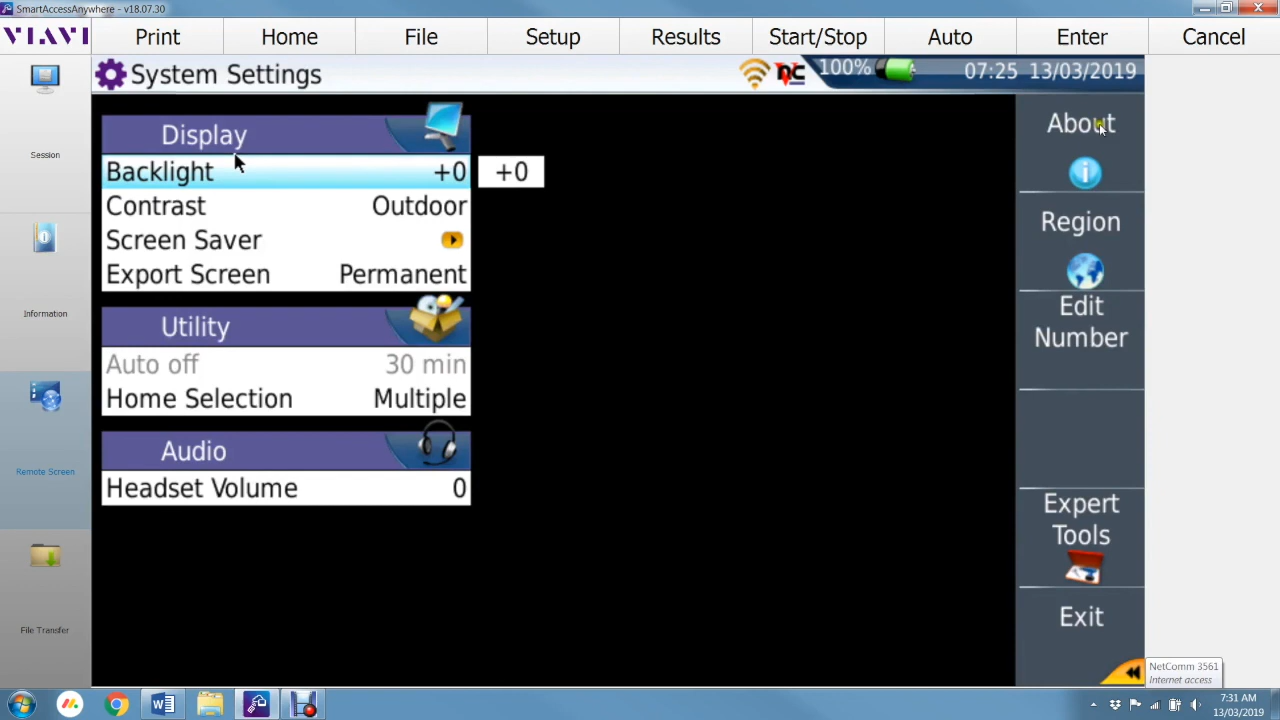 SmartAccessAnywhere - v18.07.30
VIAVI
Print
Home
File
Setup
Results
Start/Stop
Auto
Enter
Cancel
System Settings
100%
07:25 13/03/2019
Session
Information
Remote Screen
File Transfer
Display
Backlight +0
+0
Contrast Outdoor
Screen Saver
Export Screen Permanent
Utility
Auto off 30 min
Home Selection Multiple
Audio
Headset Volume 0
About
Region
Edit
Number
Expert
Tools
Exit
NetComm 3561
Internet access
7:31 AM
13/03/2019